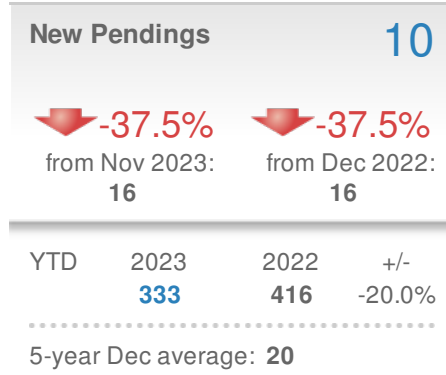 New Pendings 10
-37.5% -37.5%
from Nov 2023: from Dec 2022:
16 16
YTD 2023 2022 +/-
333 416 -20.0%
5-year Dec average: 20